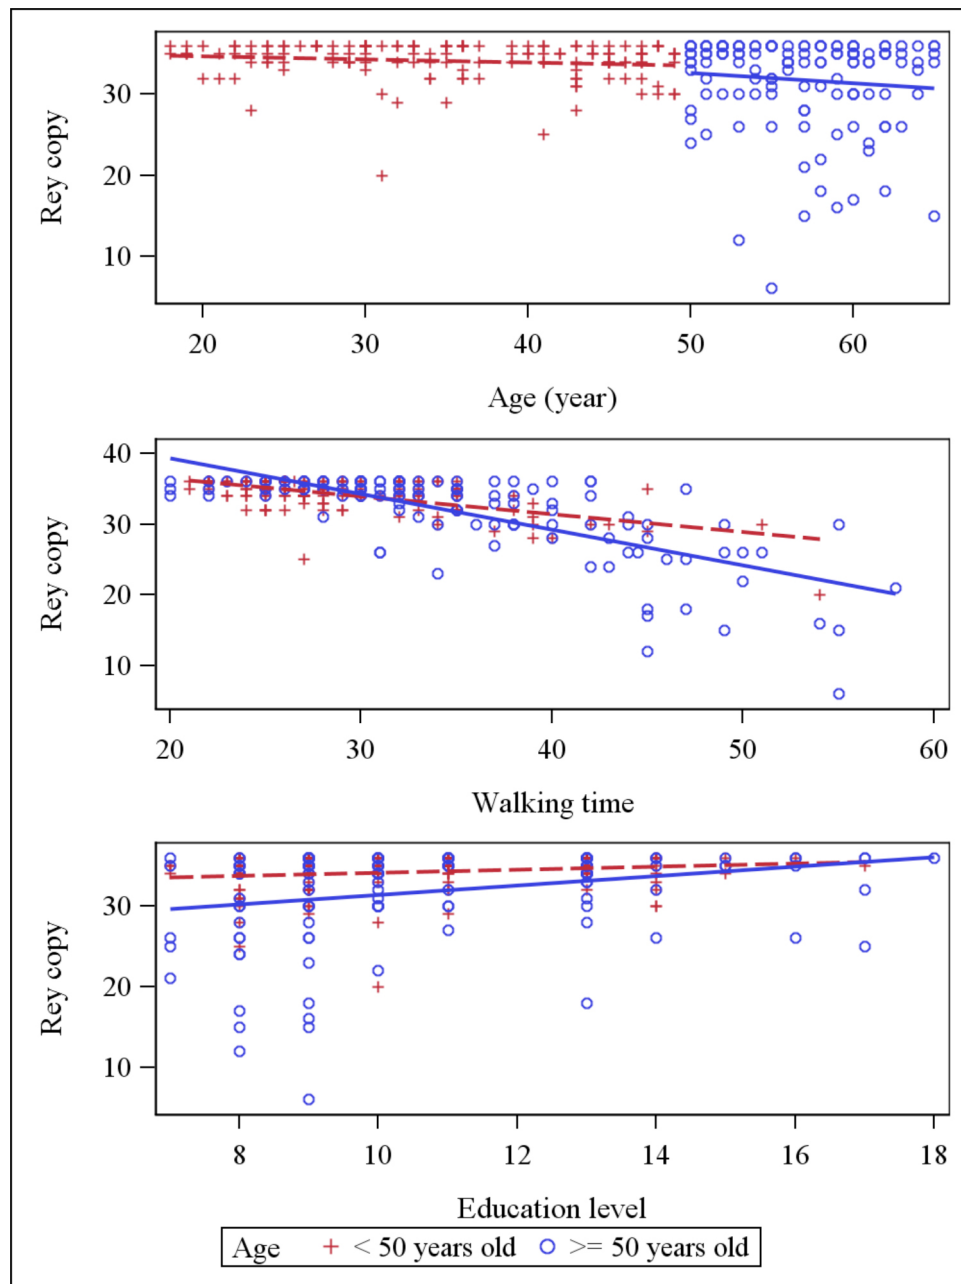 Rey copy
30
20
10
20 30 40 50 60
Age (year)
Rey copy
40
30
20
10
20 30 40 50 60
Walking time
Rey copy
30
20
10
8 10 12 14 16 18
Education level
Age + < 50 years old ○ >= 50 years old